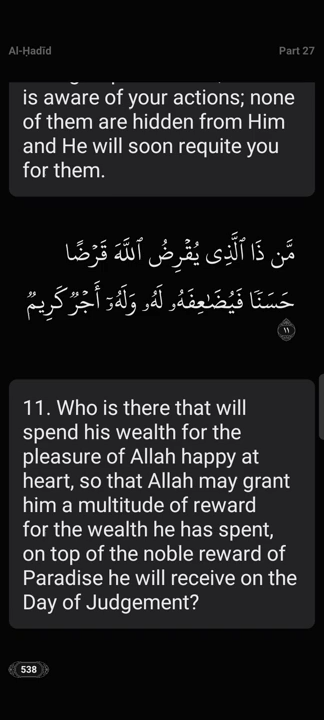 Al-Ḥadīd
Part 27
is aware of your actions; none
of them are hidden from Him
and He will soon requite you
for them.
مَّن ذَا ٱلَّذِى يُقْرِضُ ٱللَّهَ قَرْضًا
حَسَنًا فَيُضَـٰعِفَهُۥ لَهُۥ وَلَهُۥٓ أَجْرٌ كَرِيمٌ
١١
11. Who is there that will
spend his wealth for the
pleasure of Allah happy at
heart, so that Allah may grant
him a multitude of reward
for the wealth he has spent,
on top of the noble reward of
Paradise he will receive on the
Day of Judgement?
538